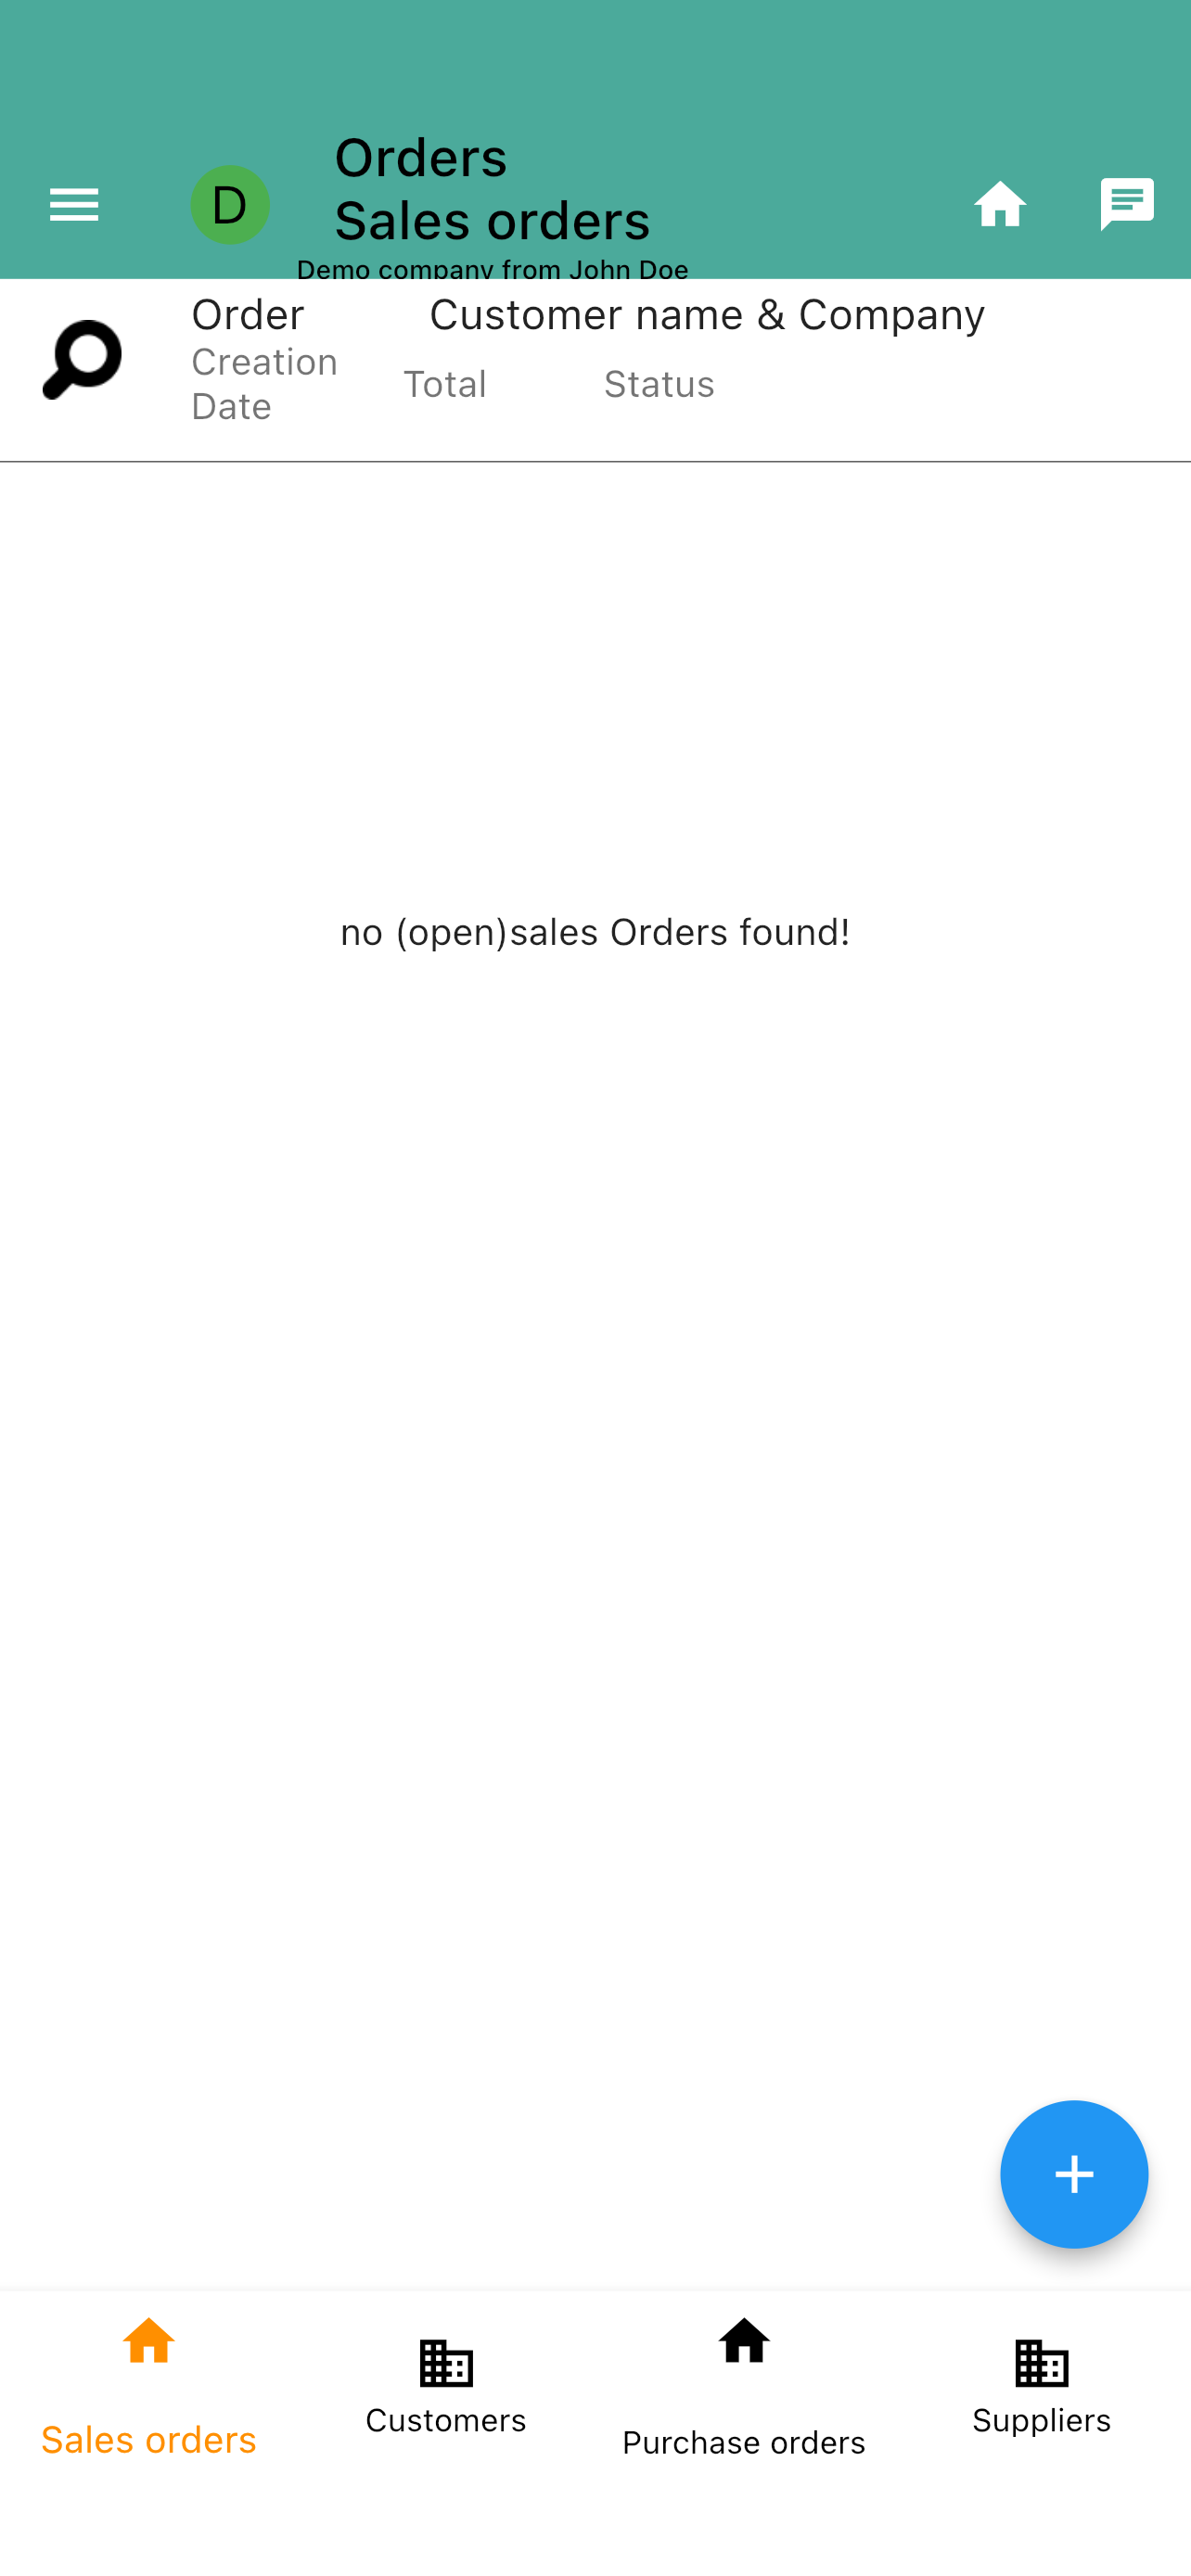 D
Orders
Sales orders
Demo company from John Doe
Order
Customer name & Company
Creation
Date
Total
Status
no (open)sales Orders found!
Sales orders
Customers
Purchase orders
Suppliers